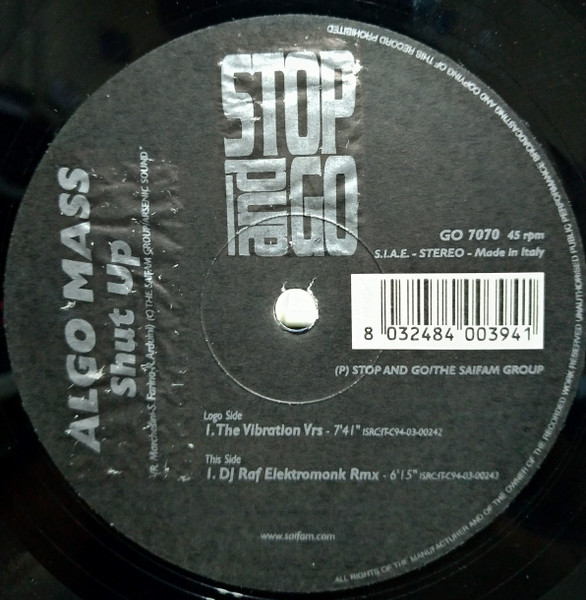 STOP
and GO
ALGO MASS
Shut Up
(R. Marchesin-S. Farina-X. Arduini) (C) THE SAIFAM GROUP/ARSENIC SOUND
GO 7070 45 rpm
S.I.A.E. - STEREO - Made in Italy
8 032484 003941
(P) STOP AND GO/THE SAIFAM GROUP
Logo Side
1. The Vibration Vrs - 7'41" ISRC:IT-C94-03-00242
This Side
1. DJ Raf Elektromonk Rmx - 6'15" ISRC:IT-C94-03-00243
www.saifam.com
ALL RIGHTS OF THE MANUFACTURER AND OF THE OWNER OF THE RECORDED WORK RESERVED UNAUTHORISED PUBLIC PERFORMANCE BROADCASTING AND COPYING OF THIS RECORD PROHIBITED